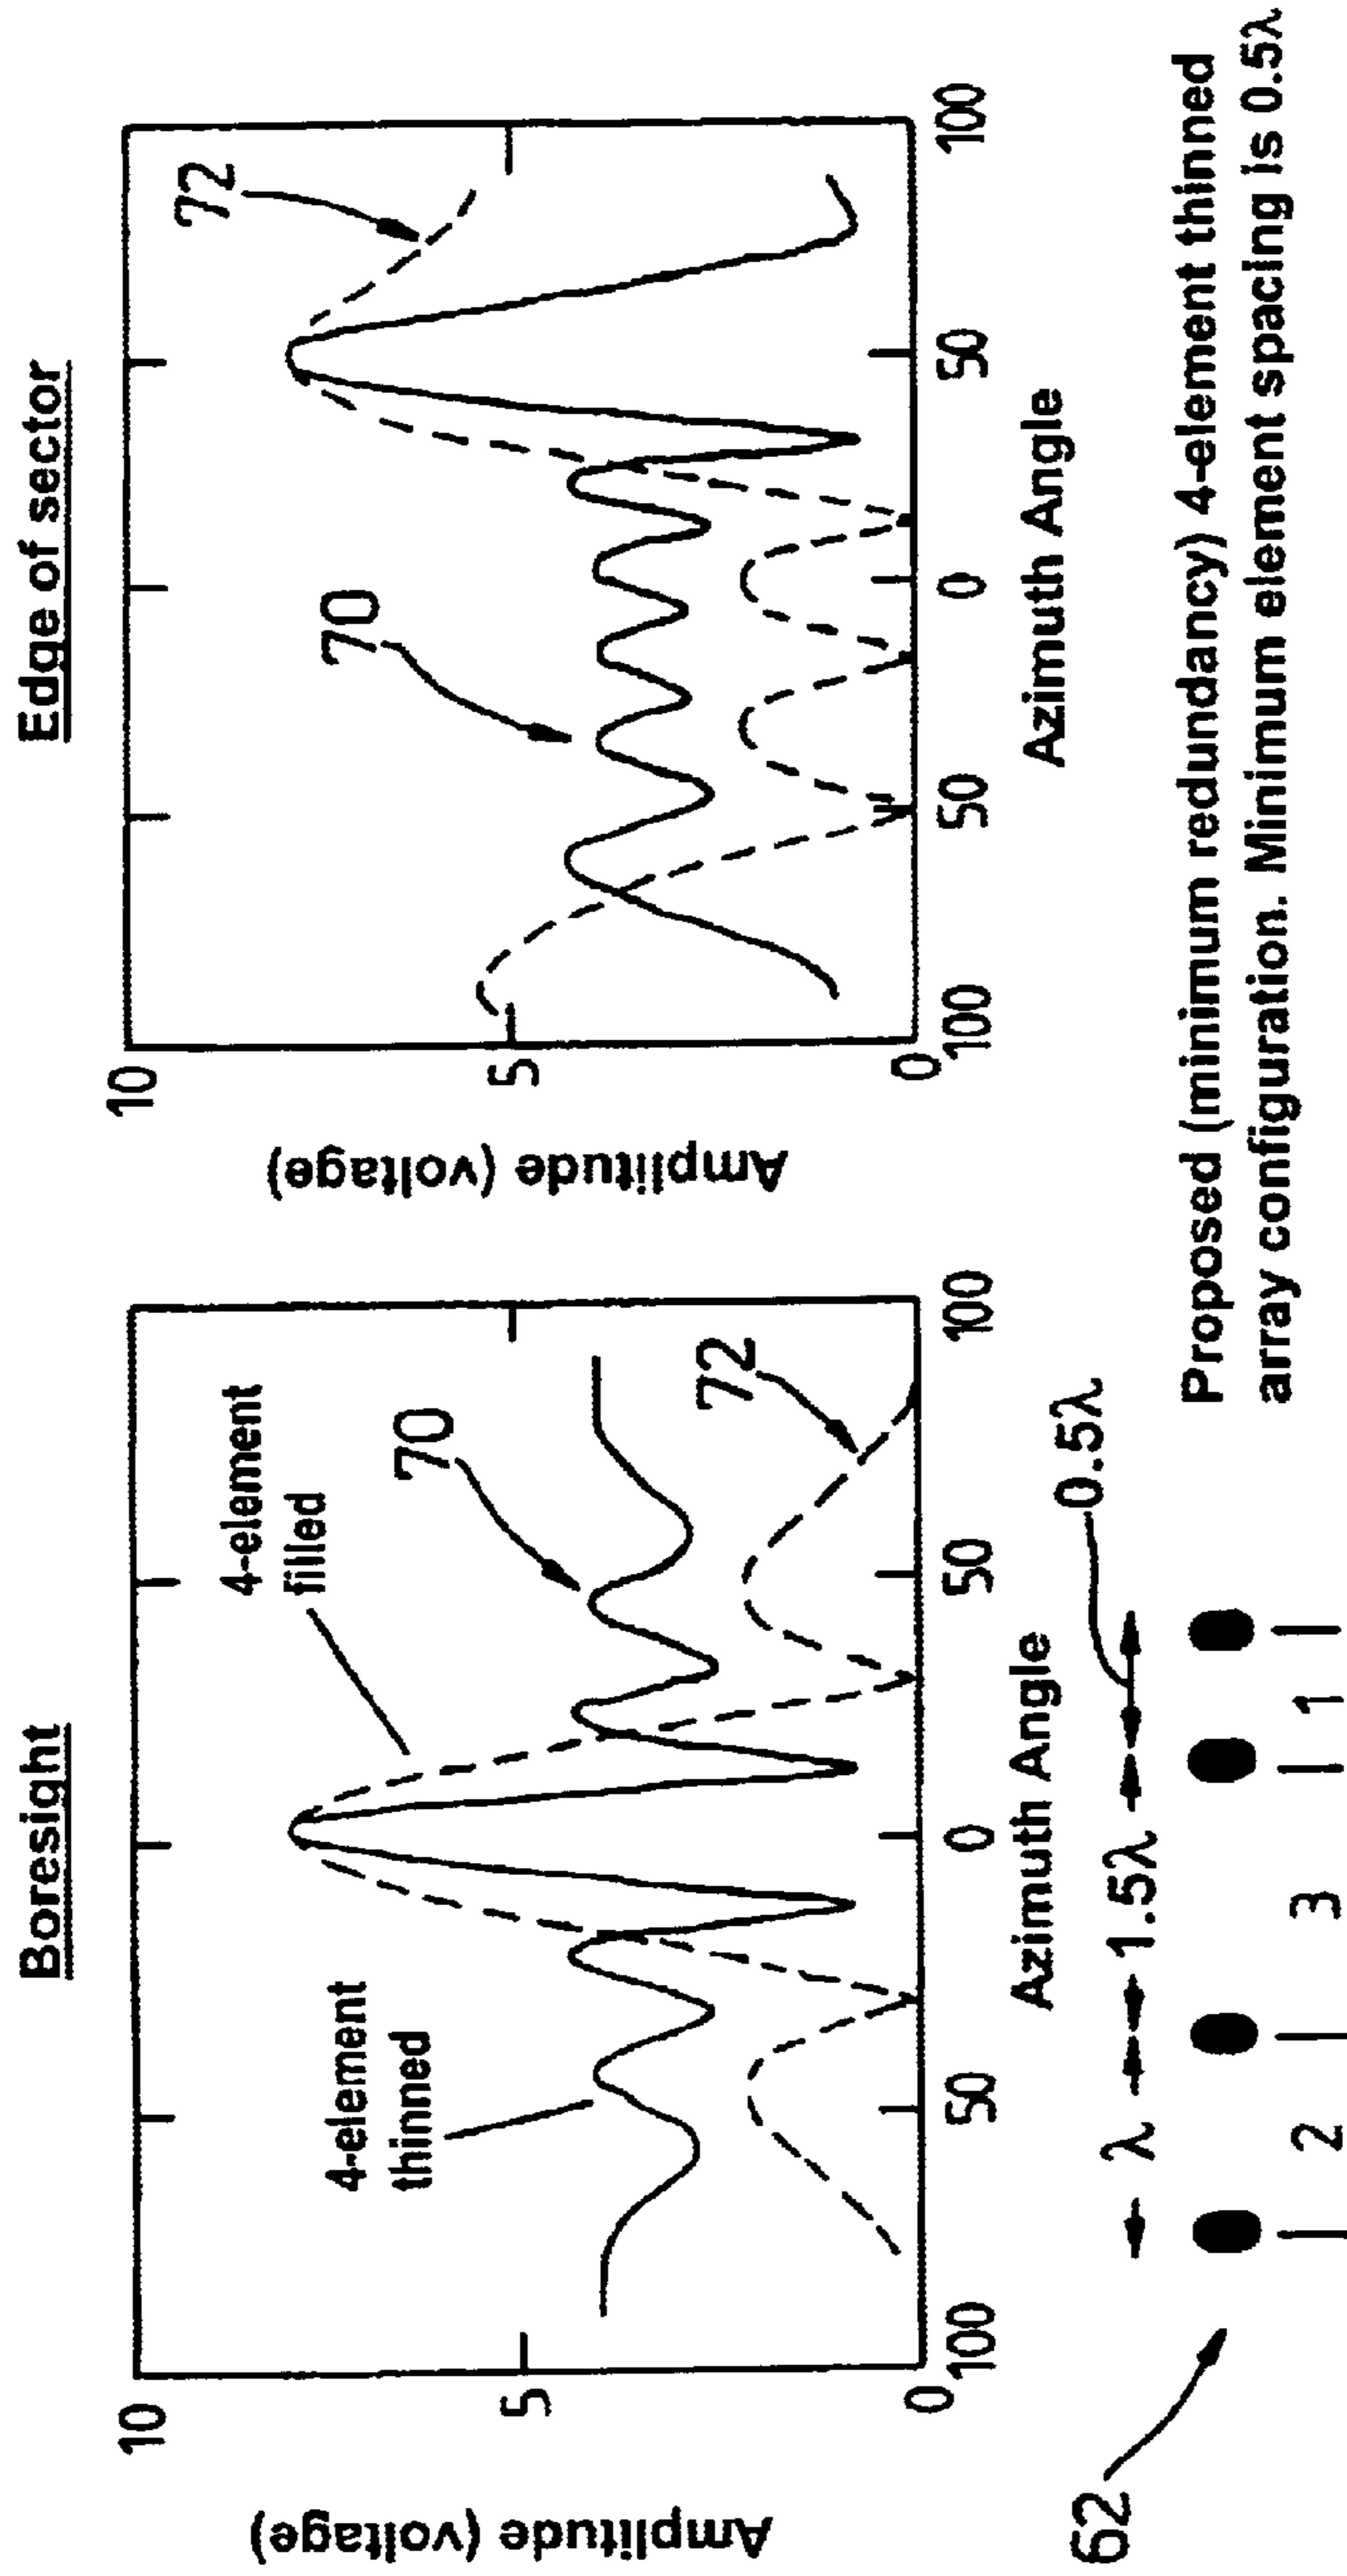 Boresight
Amplitude (voltage)
10
5
0
100
50
0
50
100
Azimuth Angle
4-element
thinned
4-element
filled
70
72
Edge of sector
Amplitude (voltage)
10
5
0
100
50
0
50
100
Azimuth Angle
70
72
62
λ
1.5λ
0.5λ
2
3
1
Proposed (minimum redundancy) 4-element thinned
array configuration. Minimum element spacing is 0.5λ